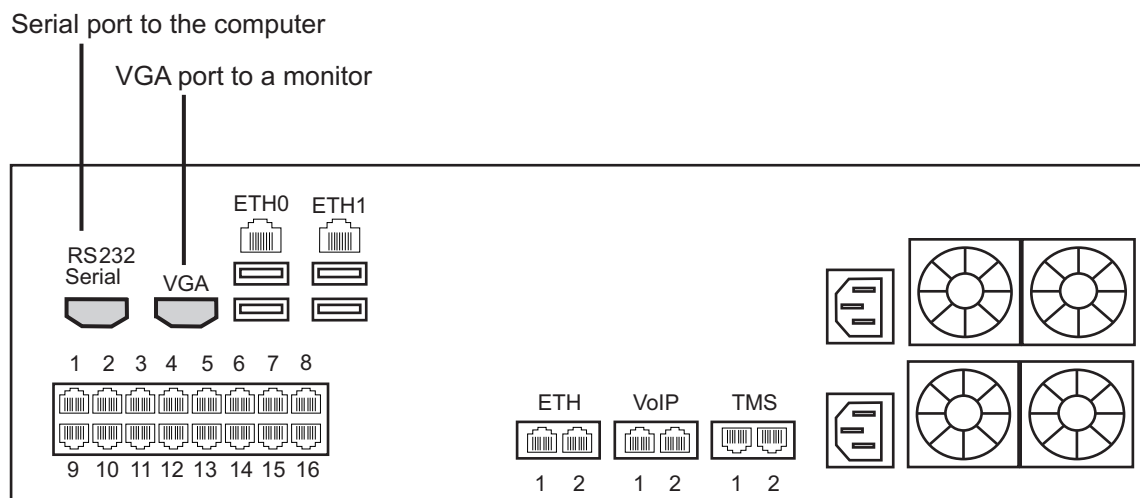 Serial port to the computer
VGA port to a monitor
ETH0 ETH1
RS232
Serial
VGA
1 2 3 4 5 6 7 8
9 10 11 12 13 14 15 16
ETH VoIP TMS
1 2 1 2 1 2